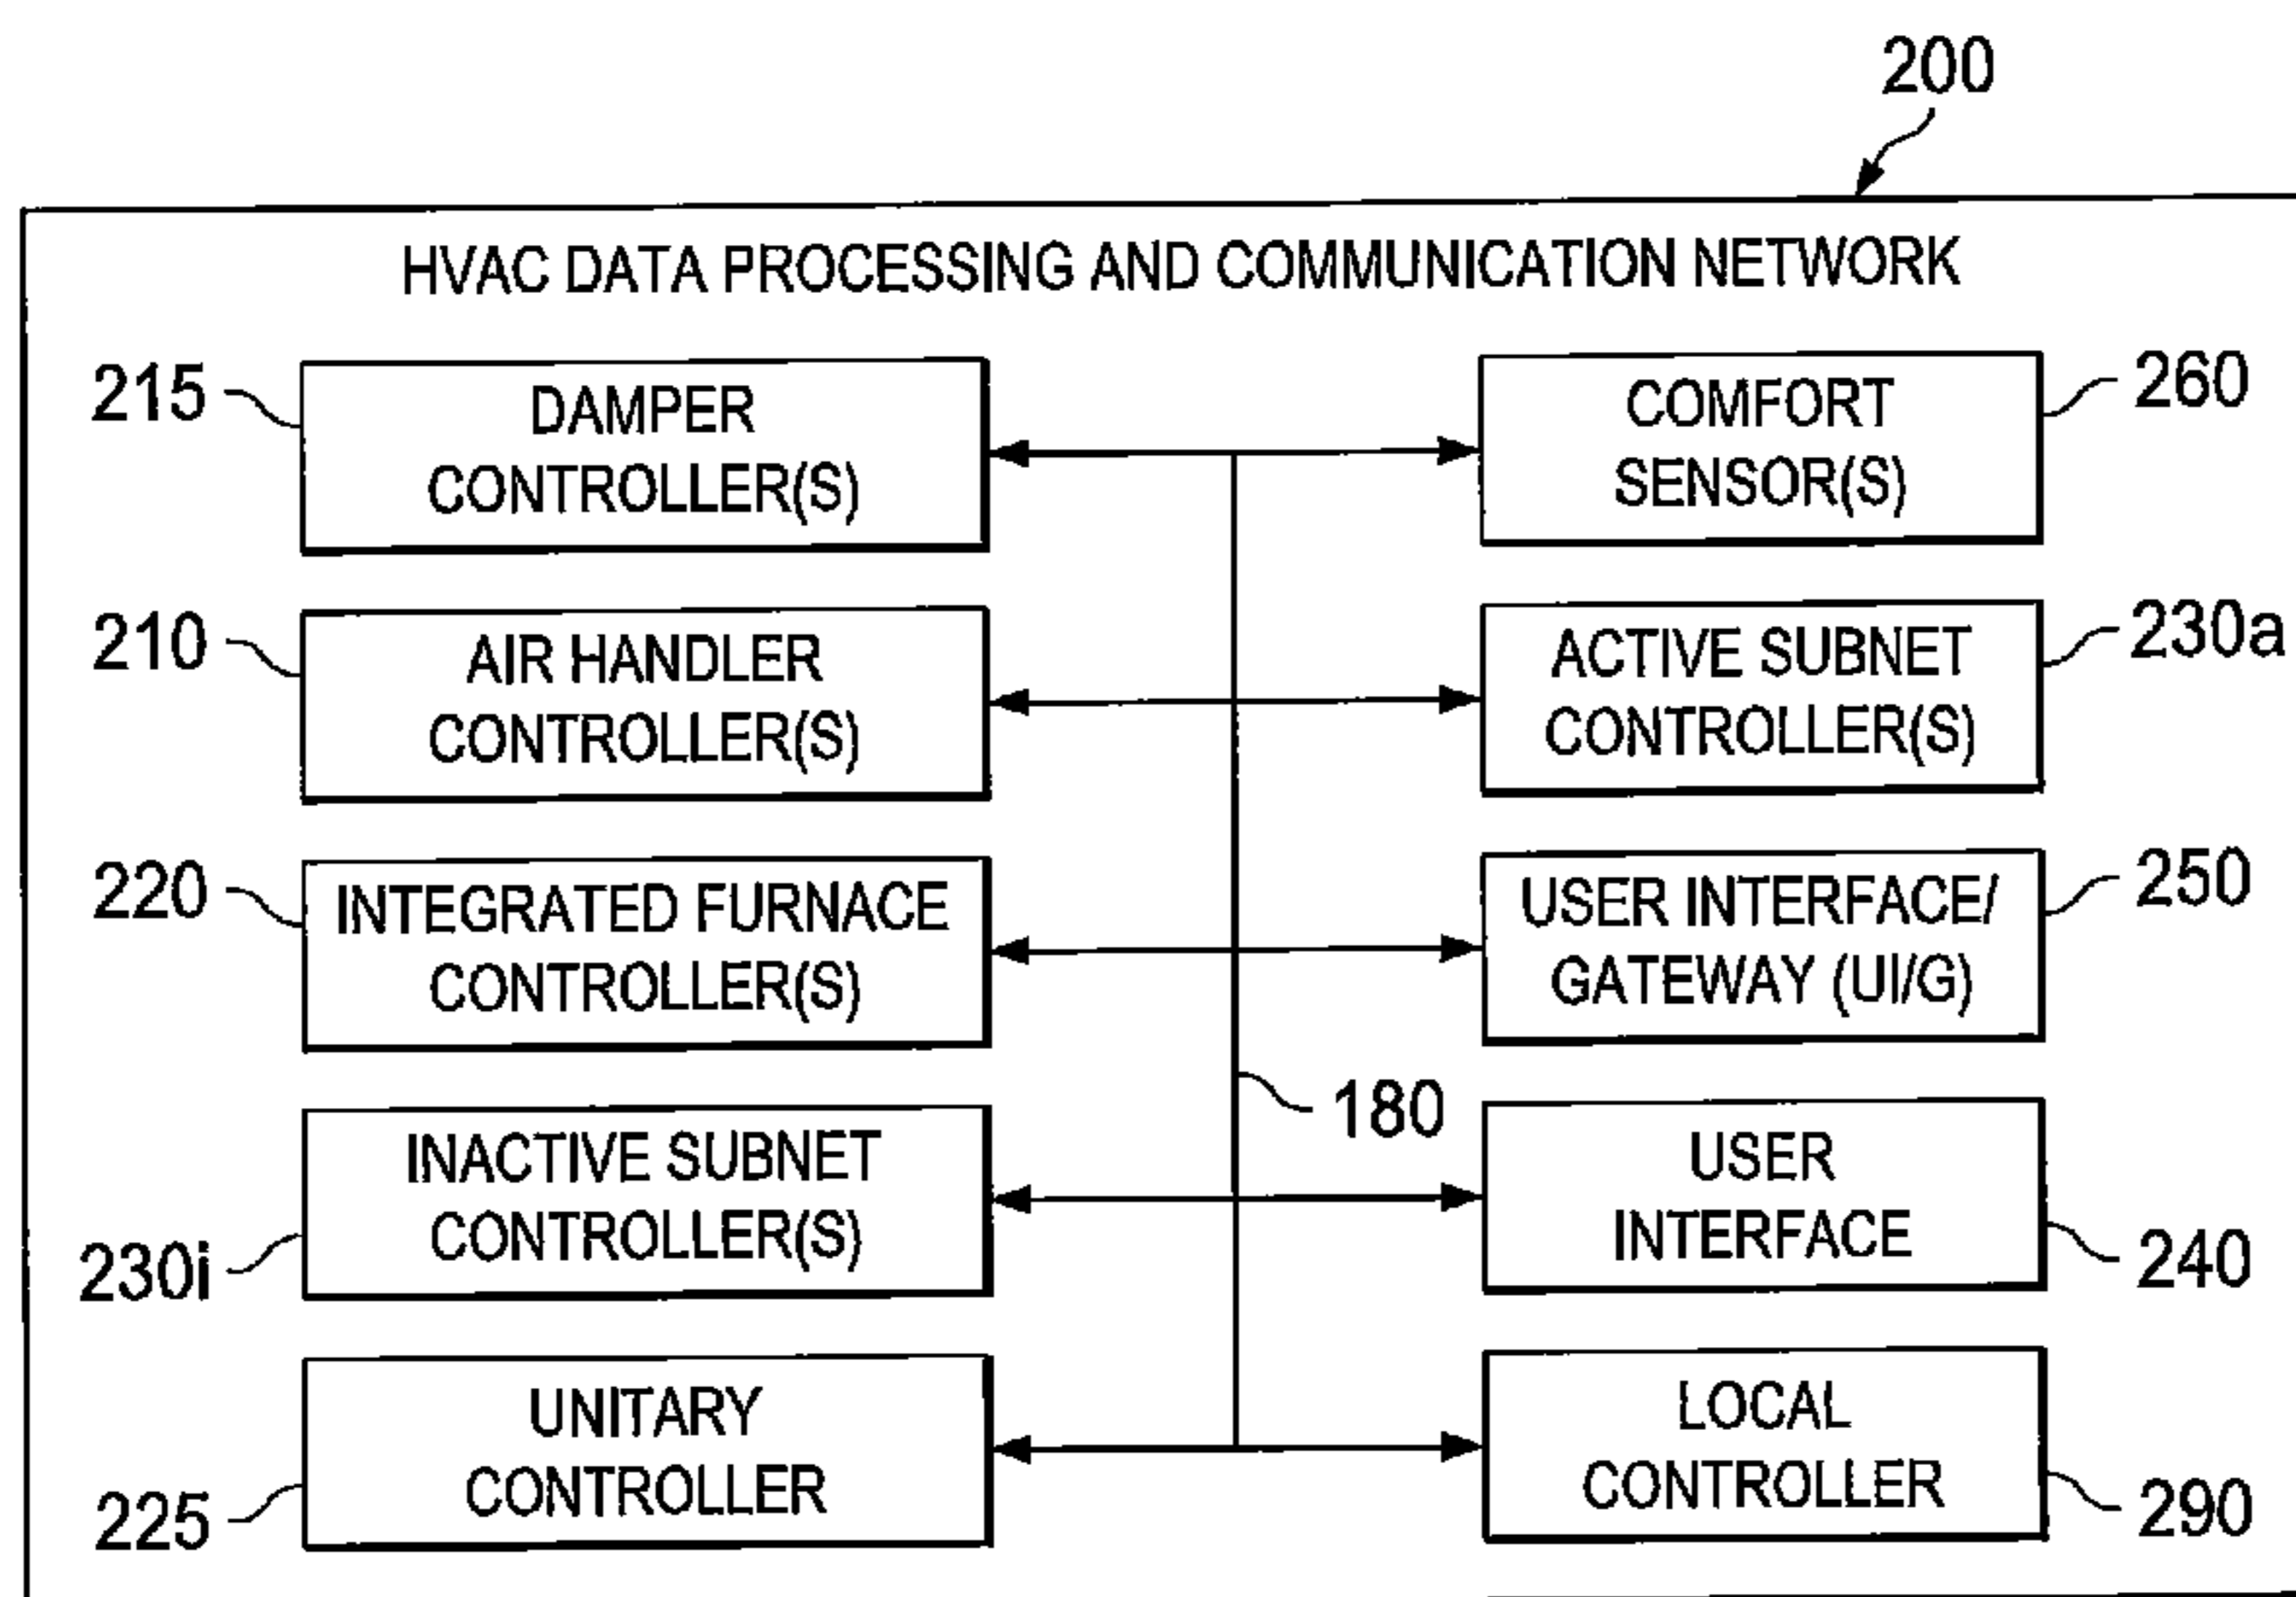 200
HVAC DATA PROCESSING AND COMMUNICATION NETWORK
215
DAMPER
CONTROLLER(S)
COMFORT
SENSOR(S)
260
210
AIR HANDLER
CONTROLLER(S)
ACTIVE SUBNET
CONTROLLER(S)
230a
220
INTEGRATED FURNACE
CONTROLLER(S)
USER INTERFACE/
GATEWAY (UI/G)
250
180
INACTIVE SUBNET
CONTROLLER(S)
230i
USER
INTERFACE
240
UNITARY
CONTROLLER
225
LOCAL
CONTROLLER
290